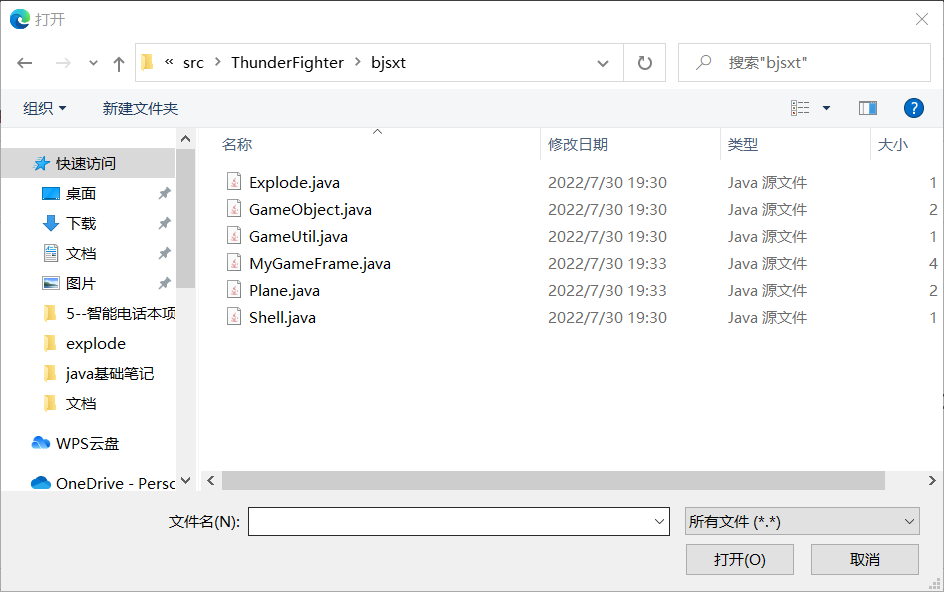 打开
« src > ThunderFighter > bjsxt
搜索"bjsxt"
组织
新建文件夹
名称 修改日期 类型 大小
快速访问
桌面
下载
文档
图片
5--智能电话本项
explode
java基础笔记
文档
WPS云盘
OneDrive - Persc
Explode.java 2022/7/30 19:30 Java 源文件 1
GameObject.java 2022/7/30 19:30 Java 源文件 2
GameUtil.java 2022/7/30 19:30 Java 源文件 1
MyGameFrame.java 2022/7/30 19:33 Java 源文件 4
Plane.java 2022/7/30 19:33 Java 源文件 2
Shell.java 2022/7/30 19:30 Java 源文件 1
文件名(N):
所有文件 (*.*)
打开(O) 取消